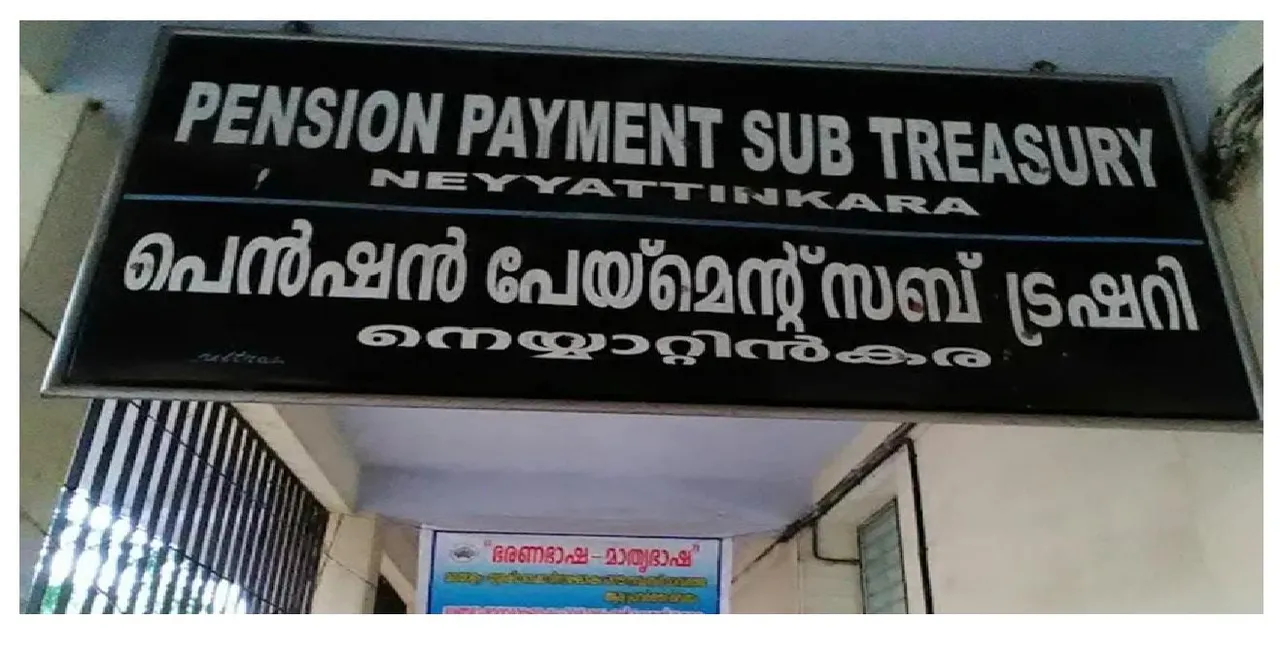 PENSION PAYMENT SUB TREASURY
NEYYATTINKARA
പെൻഷൻ പേയ്മെന്റ് സബ് ട്രഷറി
നെയ്യാറ്റിൻകര
"ഭരണഭാഷ - മാതൃഭാഷ"